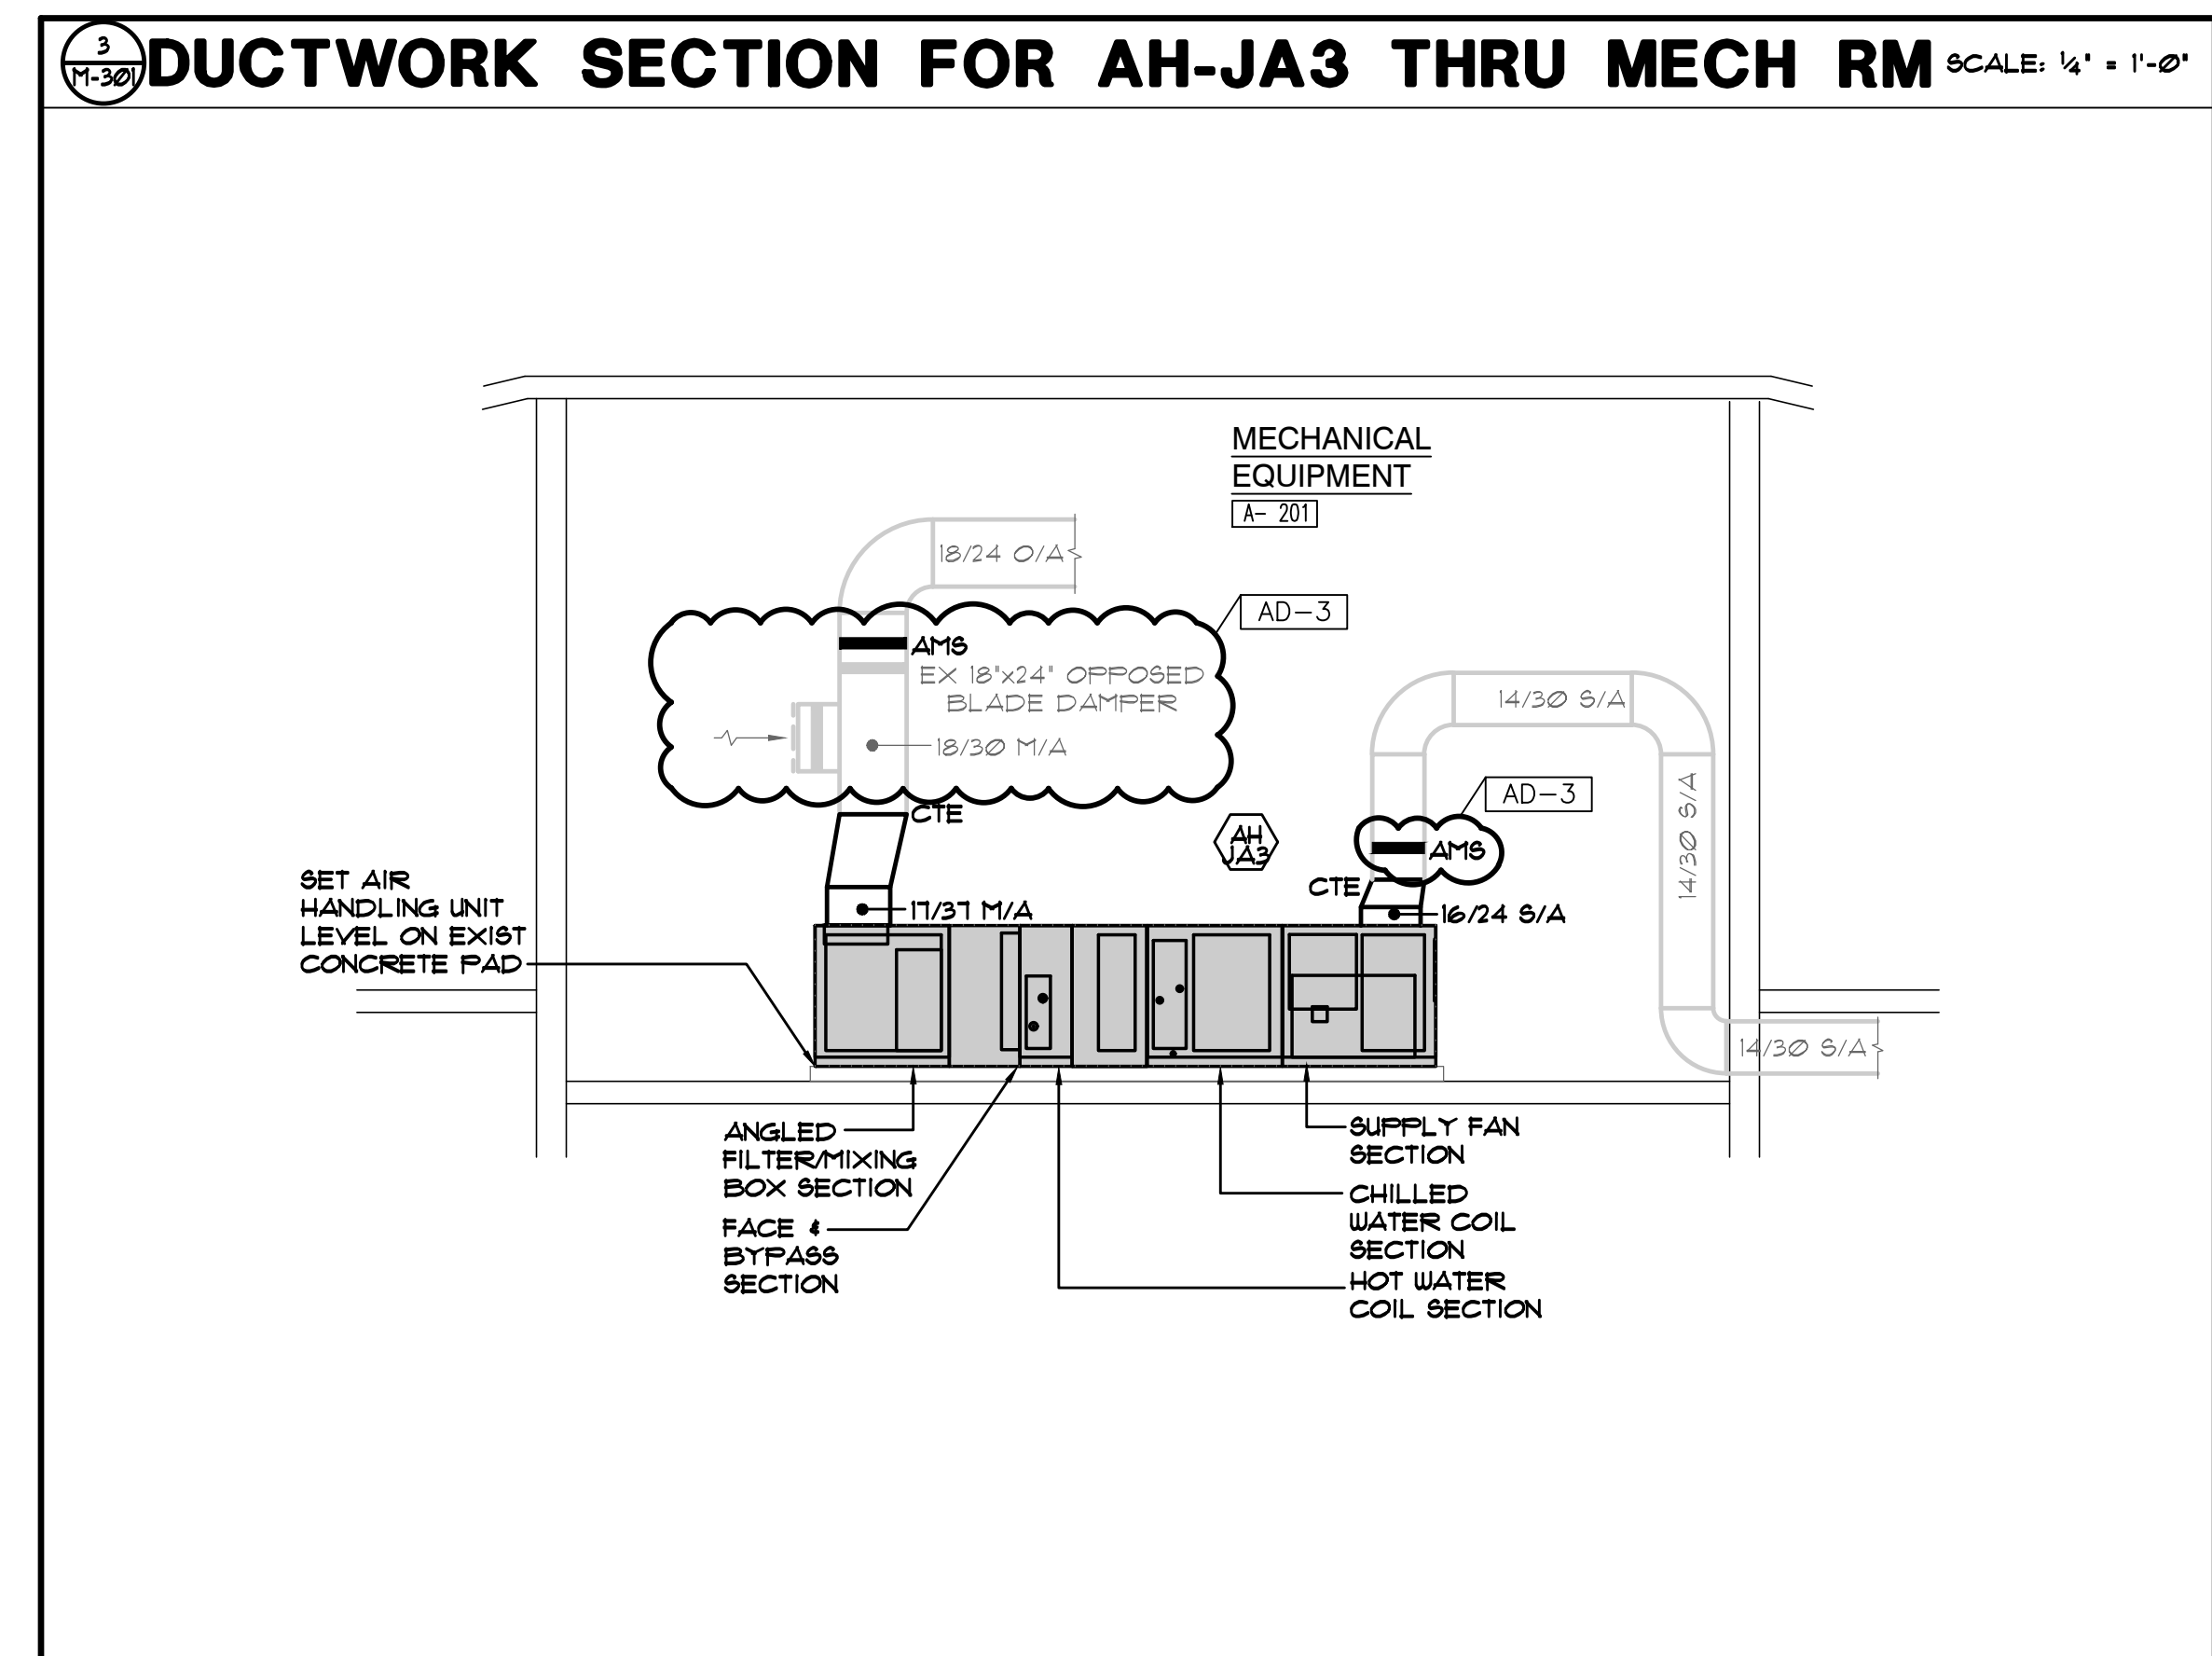 3
M-301
DUCTWORK SECTION FOR AH-JA3 THRU MECH RM
SCALE: 1/4" = 1'-0"
MECHANICAL
EQUIPMENT
A- 201
18/24 O/A
AD-3
AMS
EX 18"x24" OPPOSED
BLADE DAMPER
18/30 M/A
14/30 S/A
14/30 S/A
AD-3
CTE
AH
JA3
AMS
CTE
SET AIR
HANDLING UNIT
LEVEL ON EXIST
CONCRETE PAD
17/37 M/A
16/24 S/A
14/30 S/A
ANGLED
FILTER/MIXING
BOX SECTION
FACE &
BYPASS
SECTION
SUPPLY FAN
SECTION
CHILLED
WATER COIL
SECTION
HOT WATER
COIL SECTION